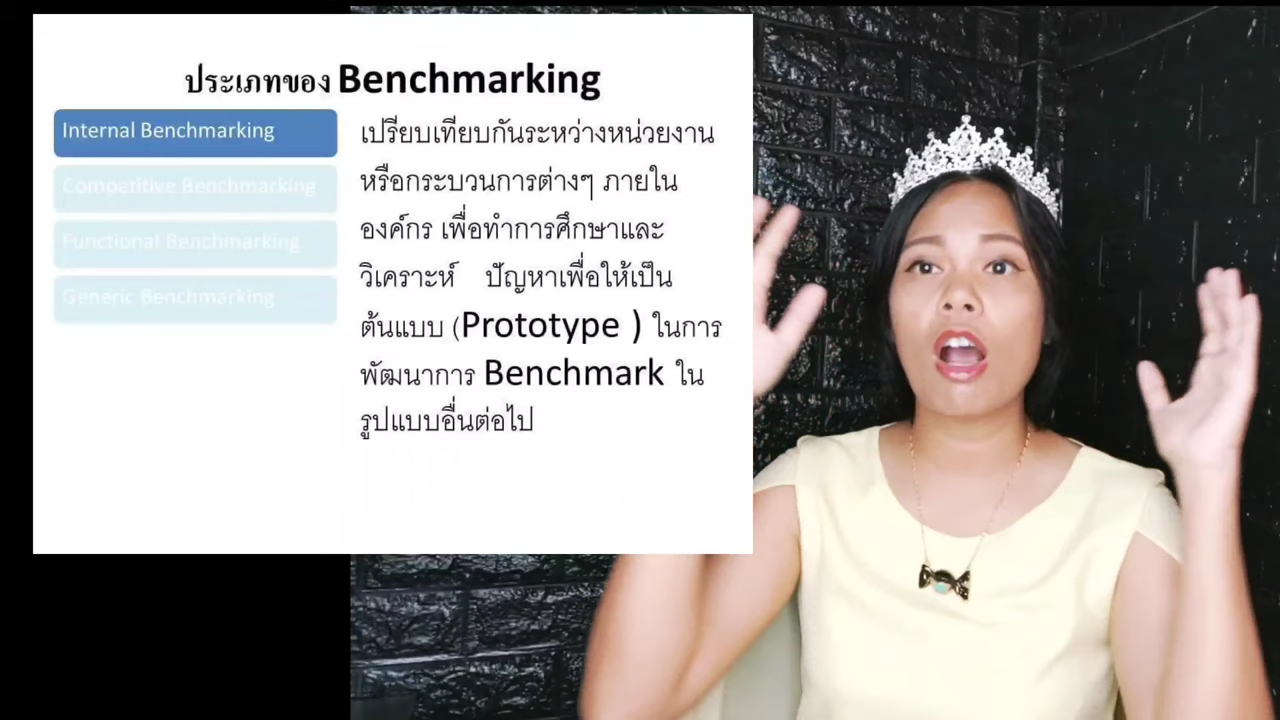 ประเภทของ Benchmarking
Internal Benchmarking
Competitive Benchmarking
Functional Benchmarking
Generic Benchmarking
เปรียบเทียบกันระหว่างหน่วยงาน
หรือกระบวนการต่างๆ ภายใน
องค์กร เพื่อทำการศึกษาและ
วิเคราะห์ ปัญหาเพื่อให้เป็น
ต้นแบบ (Prototype ) ในการ
พัฒนาการ Benchmark ใน
รูปแบบอื่นต่อไป